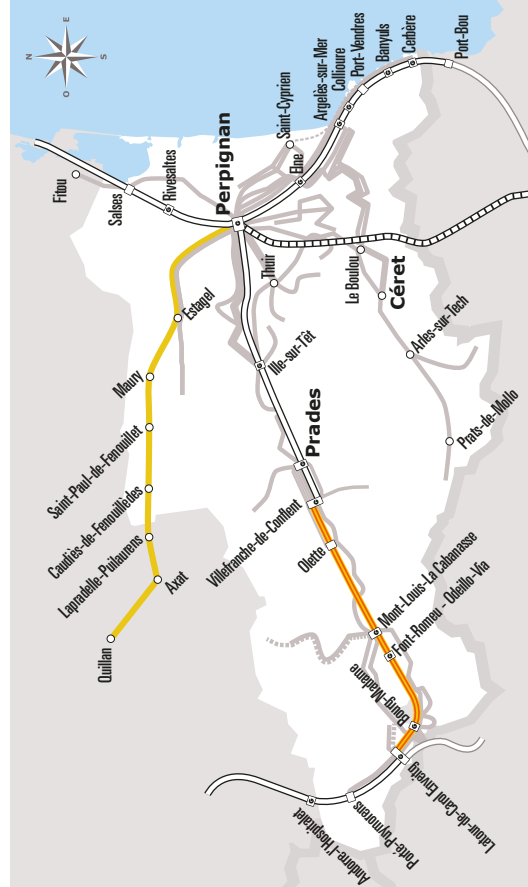 E
N
S
O
Fitou
Salses
Rivesaltes
Perpignan
Saint-Cyprien
Elne
Argelès-sur-Mer
Collioure
Port-Vendres
Banyuls
Cerbère
Port-Bou
Estagel
Maury
Saint-Paul-de-Fenouillet
Caudiès-de-Fenouillèdes
Lapradelle-Puilaurens
Axat
Quillan
Thuir
Ille-sur-Têt
Le Boulou
Céret
Arles-sur-Tech
Prats-de-Mollo
Prades
Villefranche-de-Conflent
Olette
Mont-Louis-La Cabanasse
Font-Romeu - Odeillo-Via
Bourg-Madame
Latour-de-Carol Enveitg
Porté-Puymorens
Andorre-l'Hospitalet